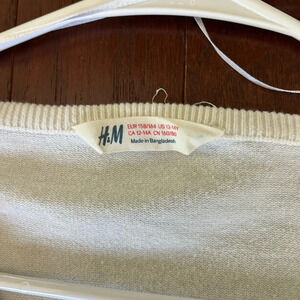 H&M
EUR 158/164 US 12-14Y
CA 12-14A CN 160/80
Made in Bangladesh